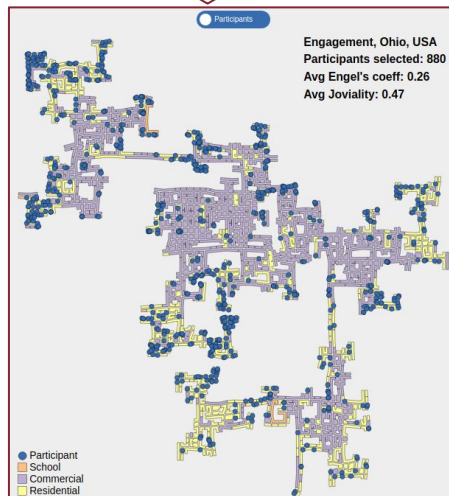 Participants
Engagement, Ohio, USA
Participants selected: 880
Avg Engel's coeff: 0.26
Avg Joviality: 0.47
Participant
School
Commercial
Residential